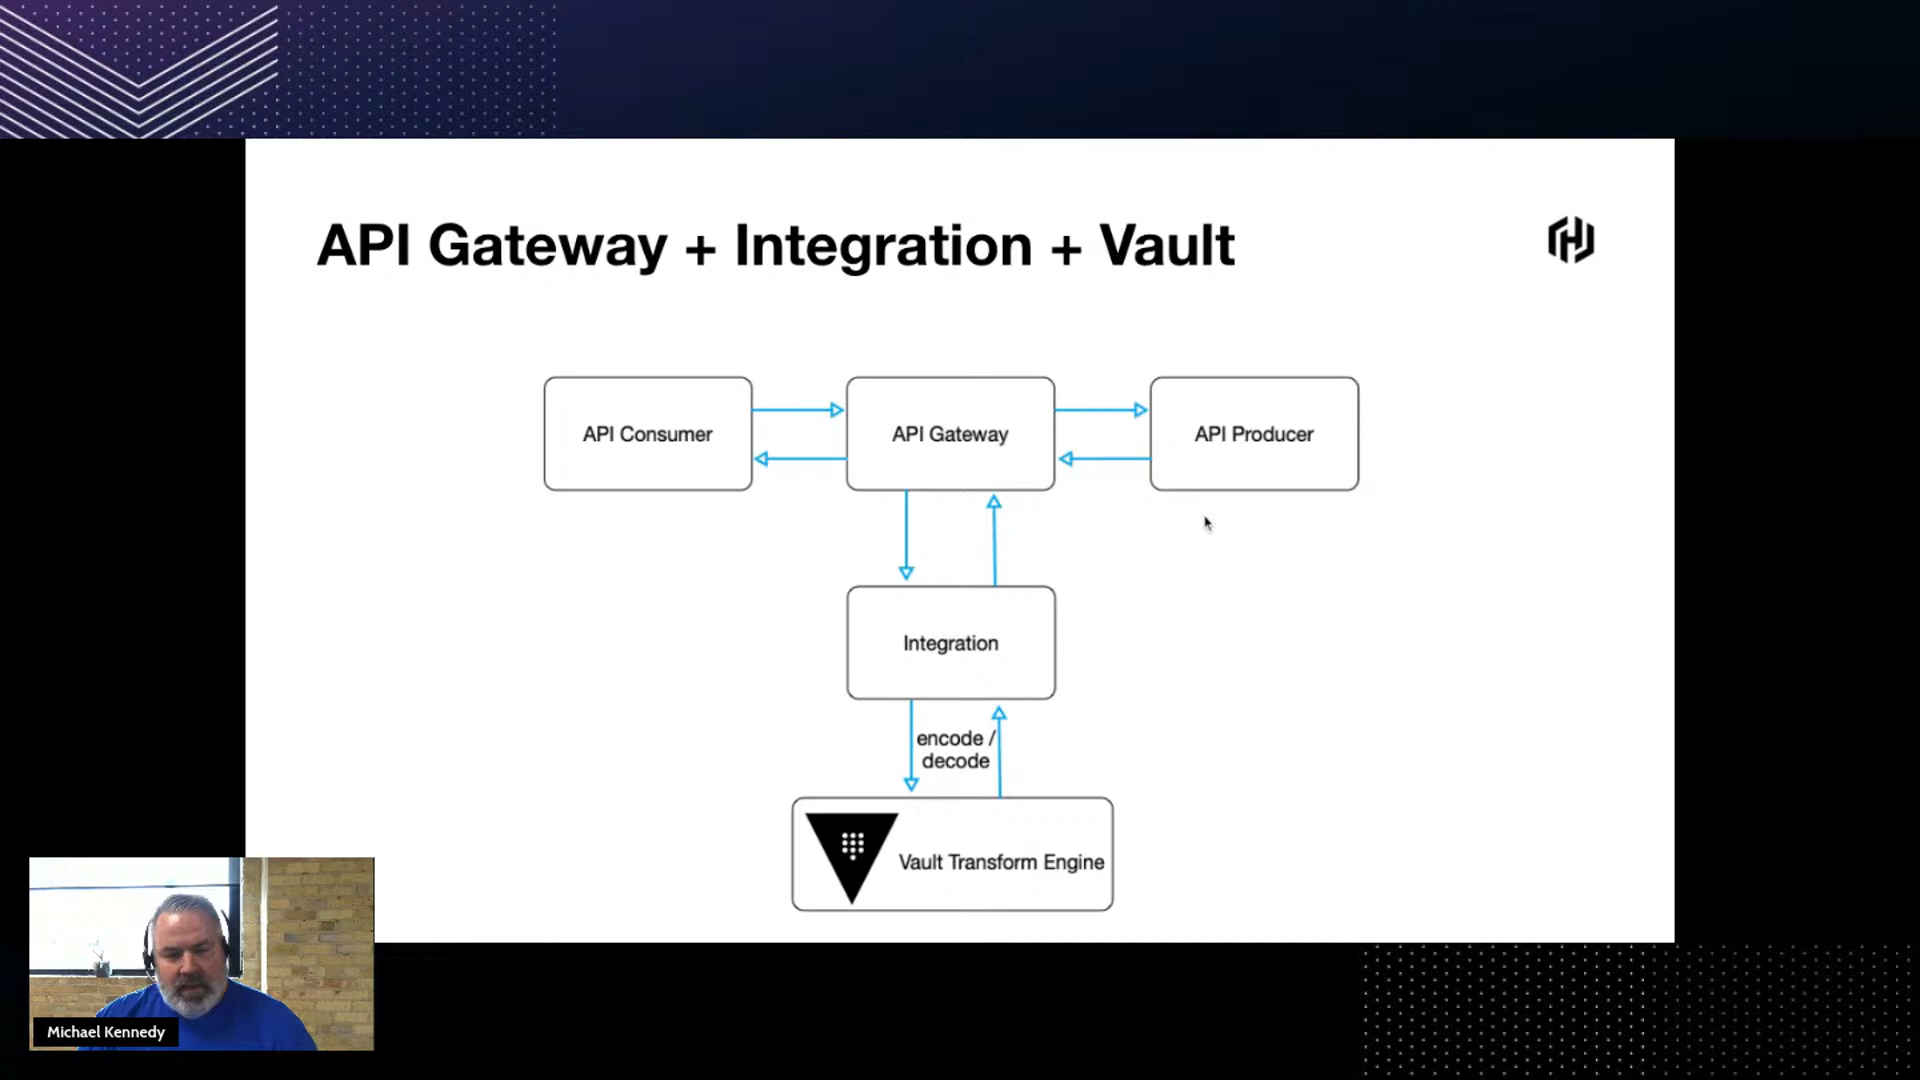 API Gateway + Integration + Vault
API Consumer
API Gateway
API Producer
Integration
encode /
decode
Vault Transform Engine
Michael Kennedy